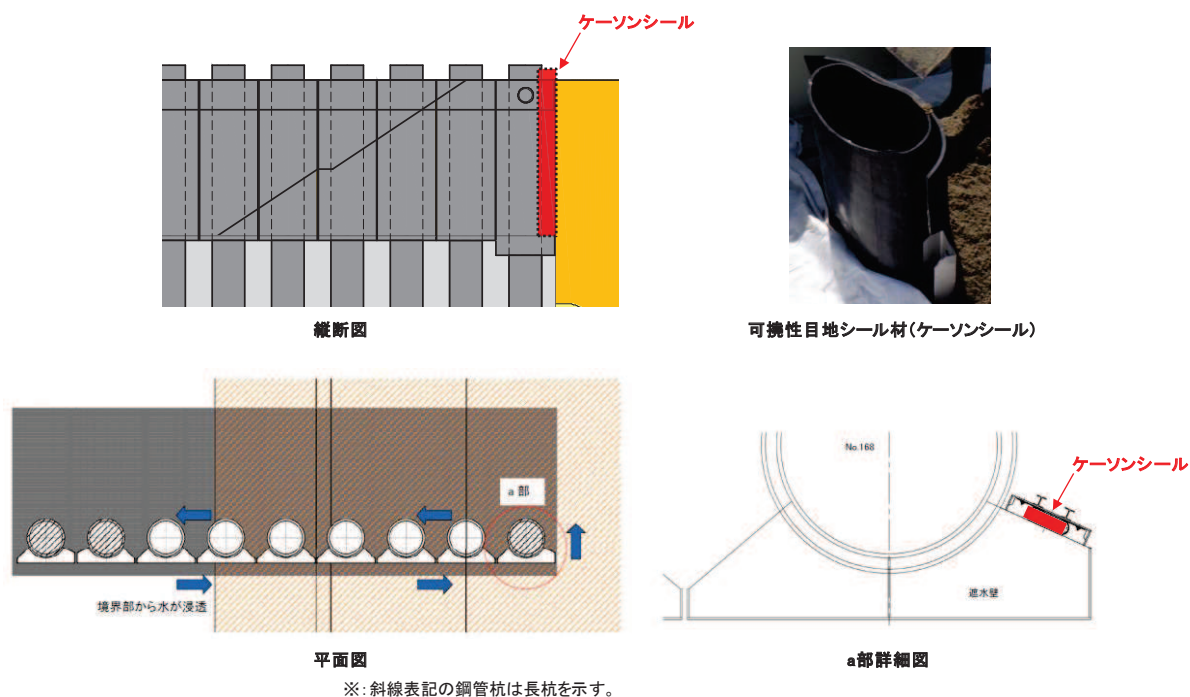 ケーソンシール
縦断図
可撓性目地シール材（ケーソンシール）
a 部
境界部から水が浸透
平面図
※：斜線表記の鋼管杭は長杭を示す。
No.168
ケーソンシール
遮水壁
a部詳細図